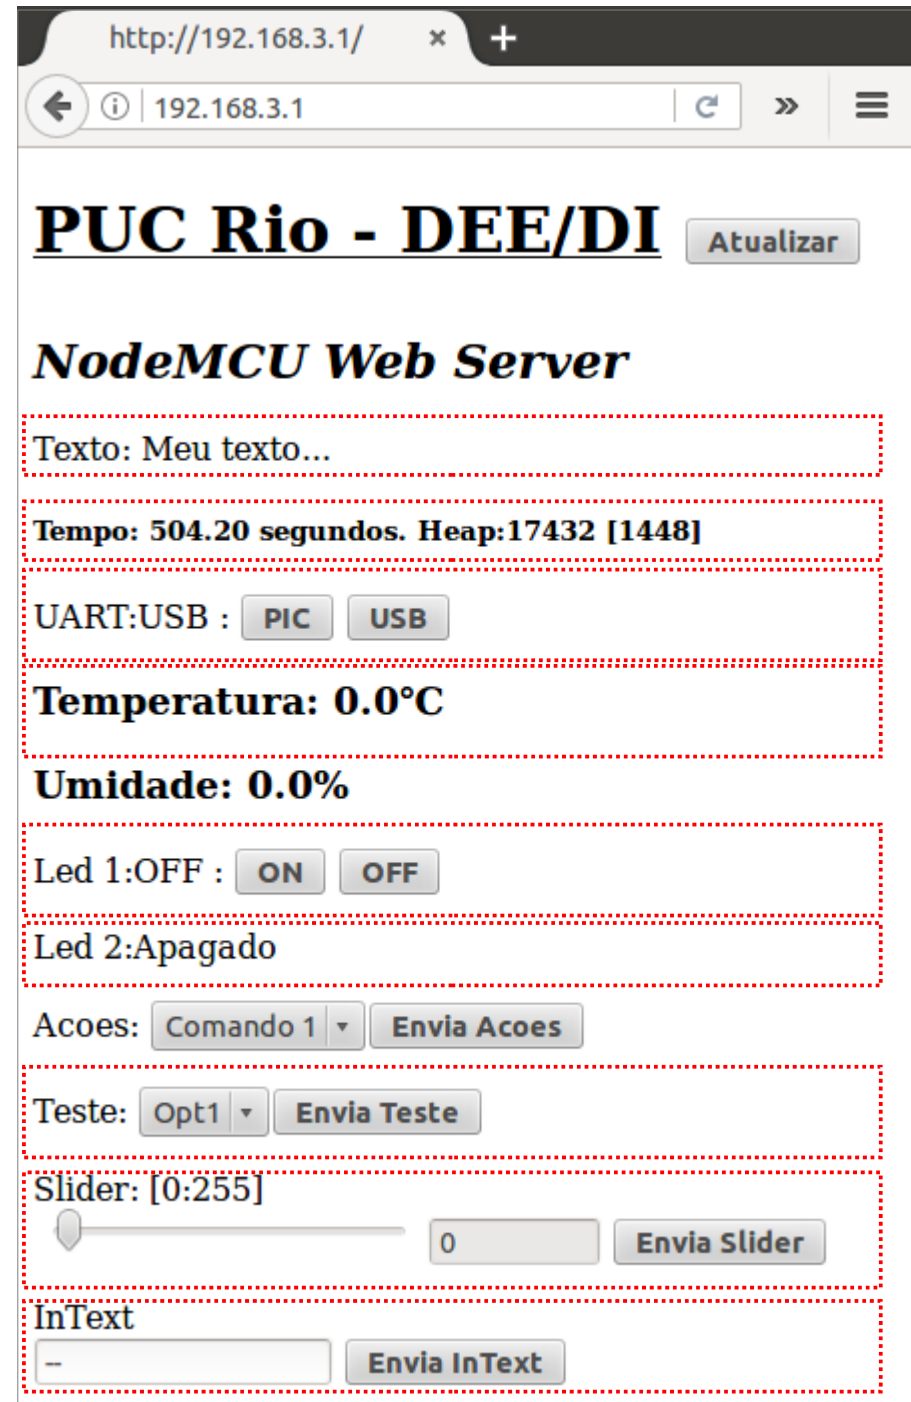 http://192.168.3.1/
192.168.3.1
PUC Rio - DEE/DI Atualizar
NodeMCU Web Server
Texto: Meu texto...
Tempo: 504.20 segundos. Heap:17432 [1448]
UART:USB : PIC USB
Temperatura: 0.0°C
Umidade: 0.0%
Led 1:OFF : ON OFF
Led 2:Apagado
Acoes: Comando 1 Envia Acoes
Teste: Opt1 Envia Teste
Slider: [0:255]
0 Envia Slider
InText
-- Envia InText